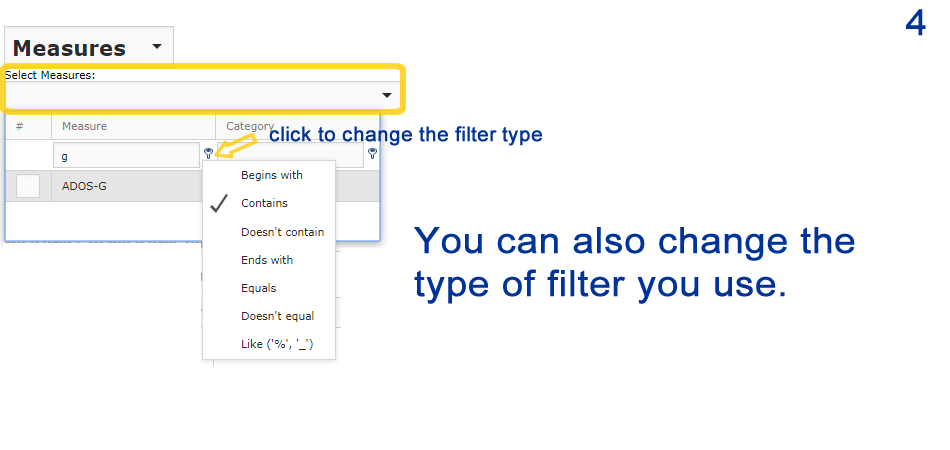 4
Measures
Select Measures:
# Measure Category
click to change the filter type
g
ADOS-G
Begins with
Contains
Doesn't contain
Ends with
Equals
Doesn't equal
Like ('%', '_')
You can also change the
type of filter you use.